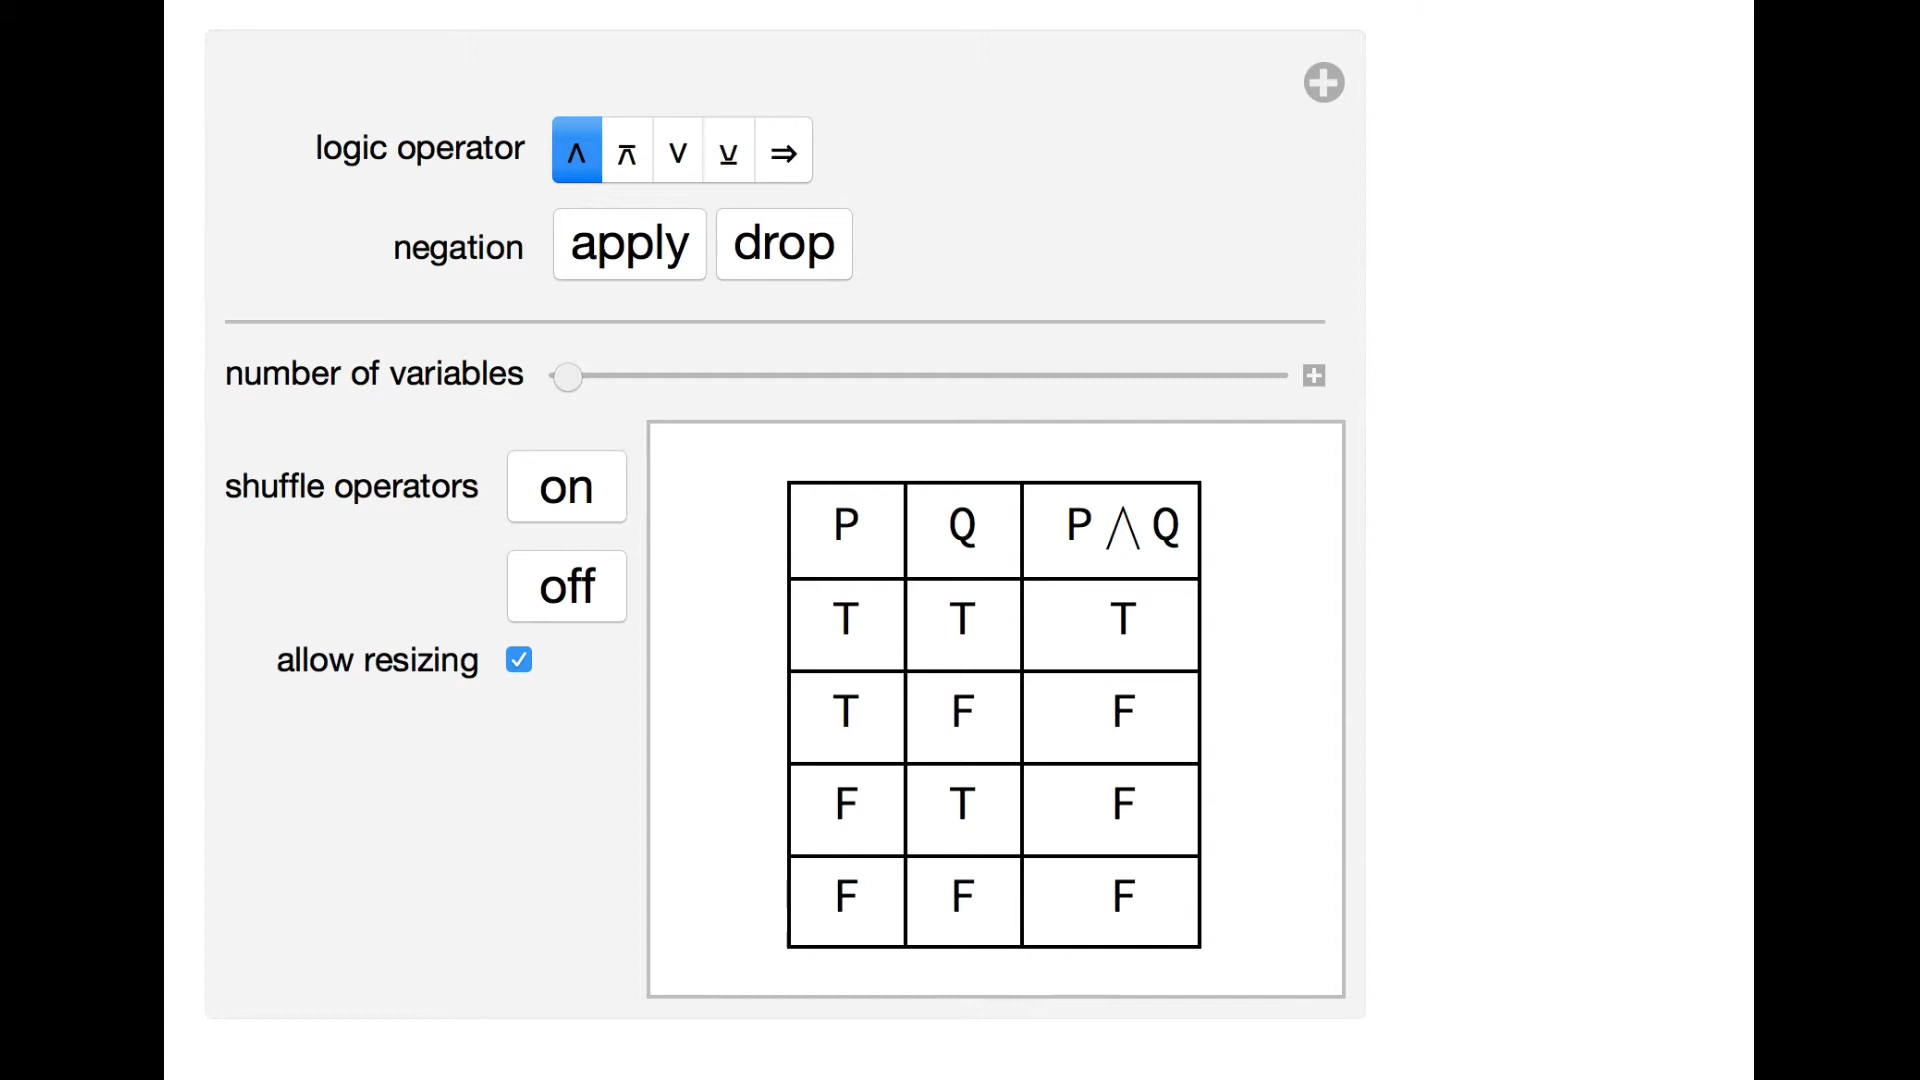 logic operator ∧ ⊼ ∨ ⊻ ⇒
negation apply drop
number of variables
shuffle operators on
off
allow resizing
P Q P ⋀ Q
T T T
T F F
F T F
F F F